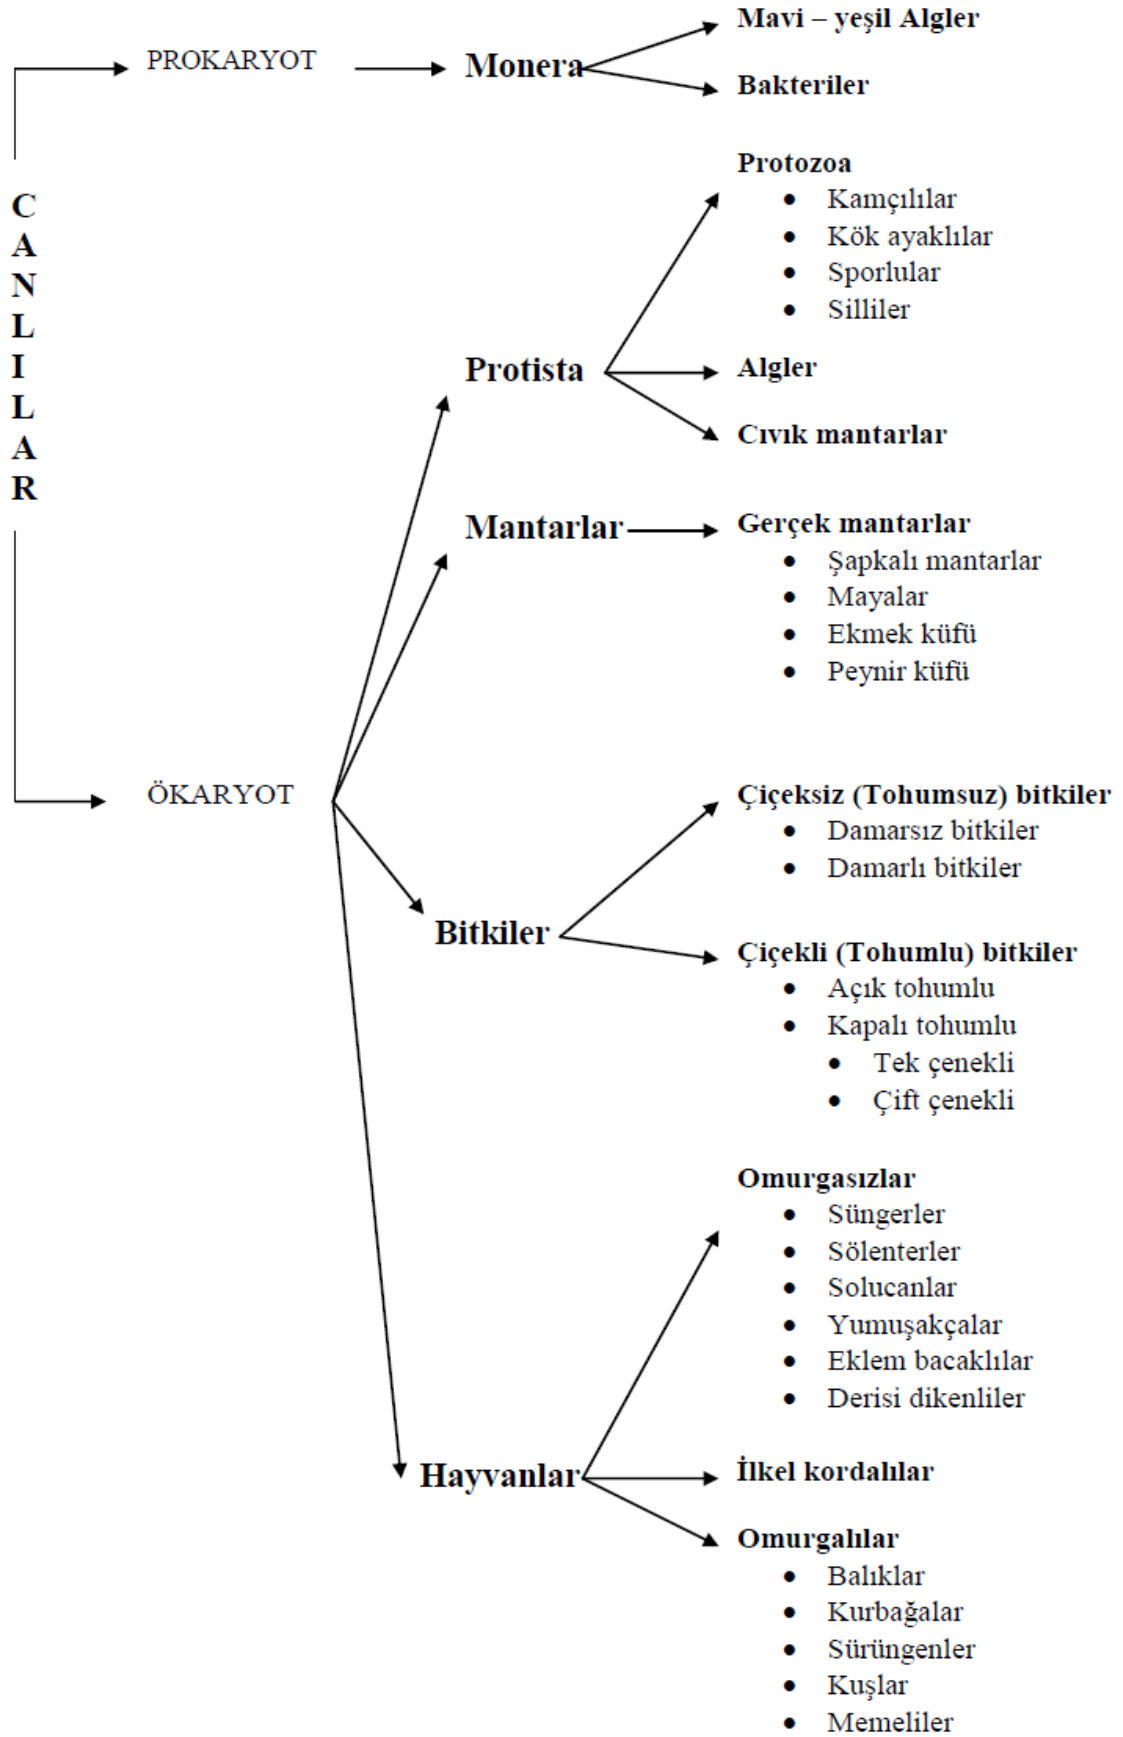 CANLILAR
PROKARYOT
Monera
Mavi – yeşil Algler
Bakteriler
ÖKARYOT
Protista
Protozoa
• Kamçılılar
• Kök ayaklılar
• Sporlular
• Silliler
Algler
Cıvık mantarlar
Mantarlar
Gerçek mantarlar
• Şapkalı mantarlar
• Mayalar
• Ekmek küfü
• Peynir küfü
Bitkiler
Çiçeksiz (Tohumsuz) bitkiler
• Damarsız bitkiler
• Damarlı bitkiler
Çiçekli (Tohumlu) bitkiler
• Açık tohumlu
• Kapalı tohumlu
• Tek çenekli
• Çift çenekli
Hayvanlar
Omurgasızlar
• Süngerler
• Sölenterler
• Solucanlar
• Yumuşakçalar
• Eklem bacaklılar
• Derisi dikenliler
İlkel kordalılar
Omurgalılar
• Balıklar
• Kurbağalar
• Sürüngenler
• Kuşlar
• Memeliler